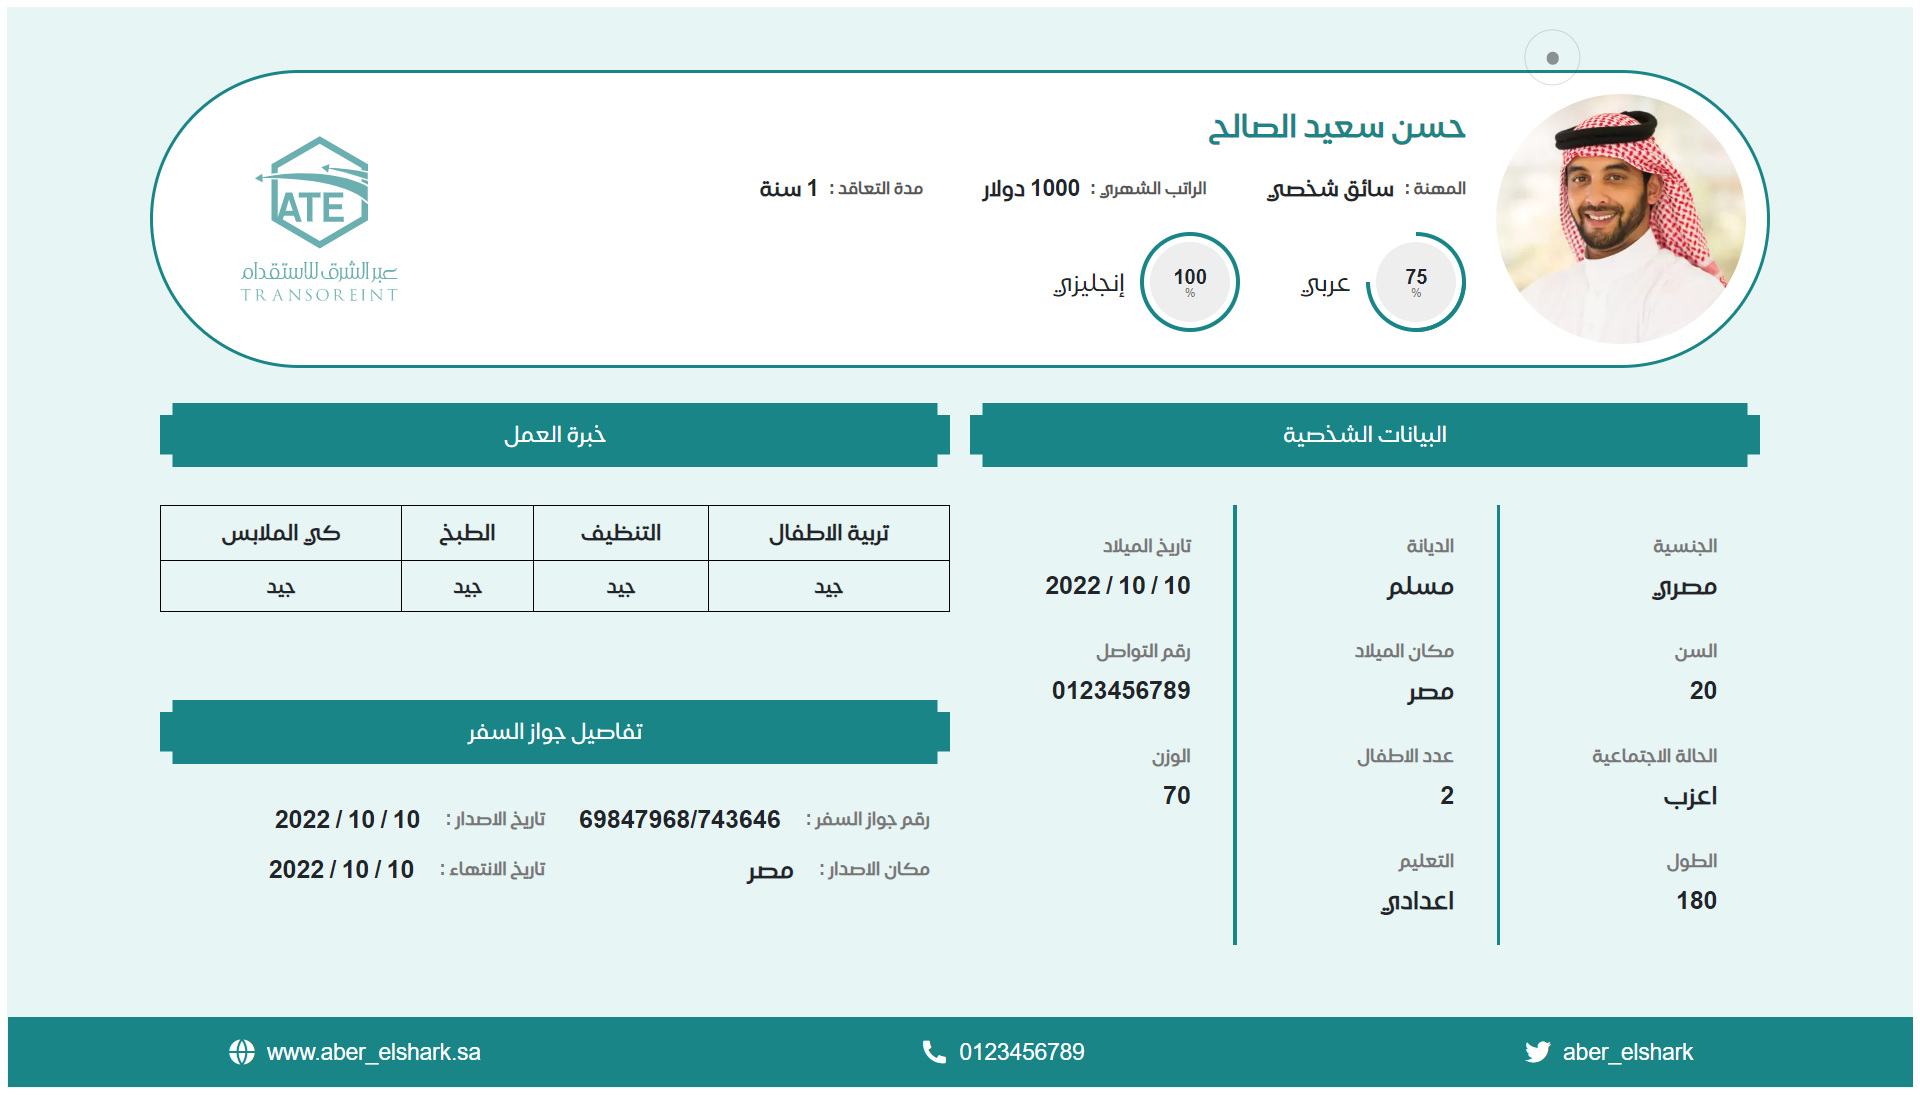 حسن سعيد الصالح
المهنة : سائق شخصي
الراتب الشهري : 1000 دولار
مدة التعاقد : 1 سنة
75
%
عربي
100
%
إنجليزي
ATE
عبر الشرق للاستقدام
TRANSOREINT
البيانات الشخصية
الجنسية
مصري
الديانة
مسلم
تاريخ الميلاد
10 / 10 / 2022
السن
20
مكان الميلاد
مصر
رقم التواصل
0123456789
الحالة الاجتماعية
اعزب
عدد الاطفال
2
الوزن
70
الطول
180
التعليم
اعدادي
خبرة العمل
تربية الاطفال التنظيف الطبخ كي الملابس
جيد جيد جيد جيد
تفاصيل جواز السفر
رقم جواز السفر : 69847968/743646
تاريخ الاصدار : 10 / 10 / 2022
مكان الاصدار : مصر
تاريخ الانتهاء : 10 / 10 / 2022
aber_elshark
0123456789
www.aber_elshark.sa